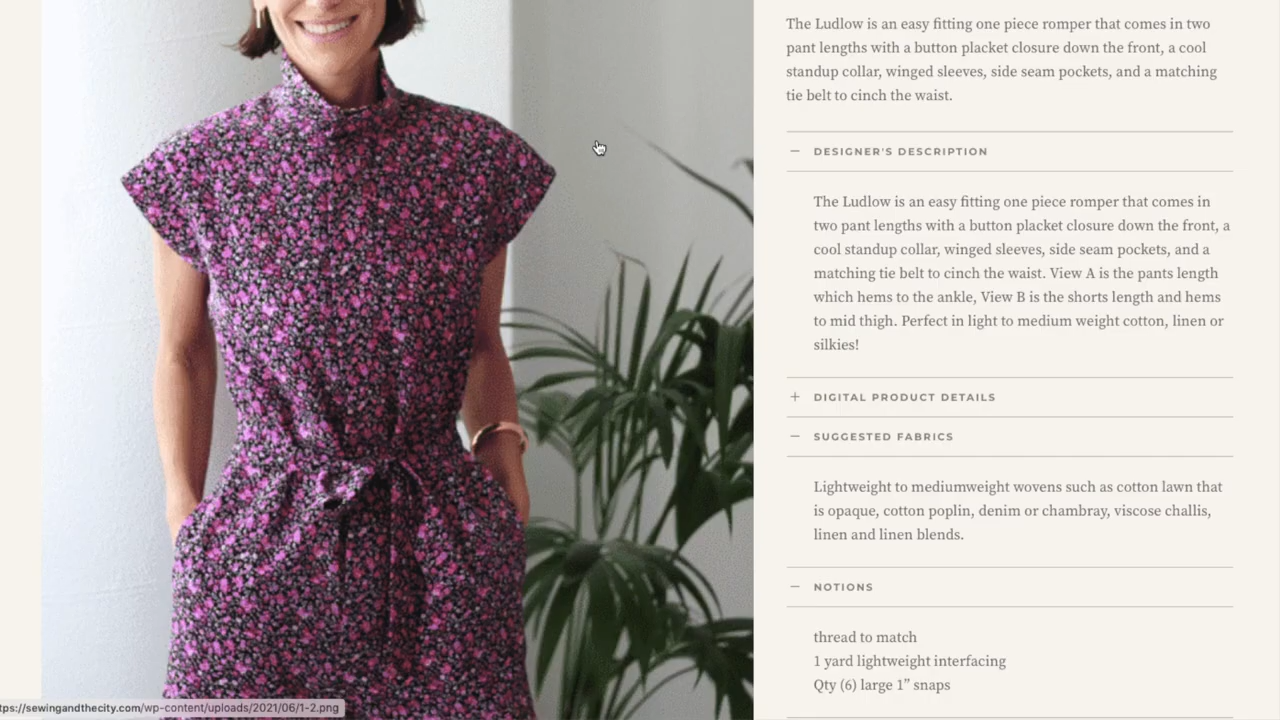 The Ludlow is an easy fitting one piece romper that comes in two
pant lengths with a button placket closure down the front, a cool
standup collar, winged sleeves, side seam pockets, and a matching
tie belt to cinch the waist.
− DESIGNER'S DESCRIPTION
The Ludlow is an easy fitting one piece romper that comes in
two pant lengths with a button placket closure down the front, a
cool standup collar, winged sleeves, side seam pockets, and a
matching tie belt to cinch the waist. View A is the pants length
which hems to the ankle, View B is the shorts length and hems
to mid thigh. Perfect in light to medium weight cotton, linen or
silkies!
+ DIGITAL PRODUCT DETAILS
− SUGGESTED FABRICS
Lightweight to mediumweight wovens such as cotton lawn that
is opaque, cotton poplin, denim or chambray, viscose challis,
linen and linen blends.
− NOTIONS
thread to match
1 yard lightweight interfacing
Qty (6) large 1” snaps
tps://sewingandthecity.com/wp-content/uploads/2021/06/1-2.png